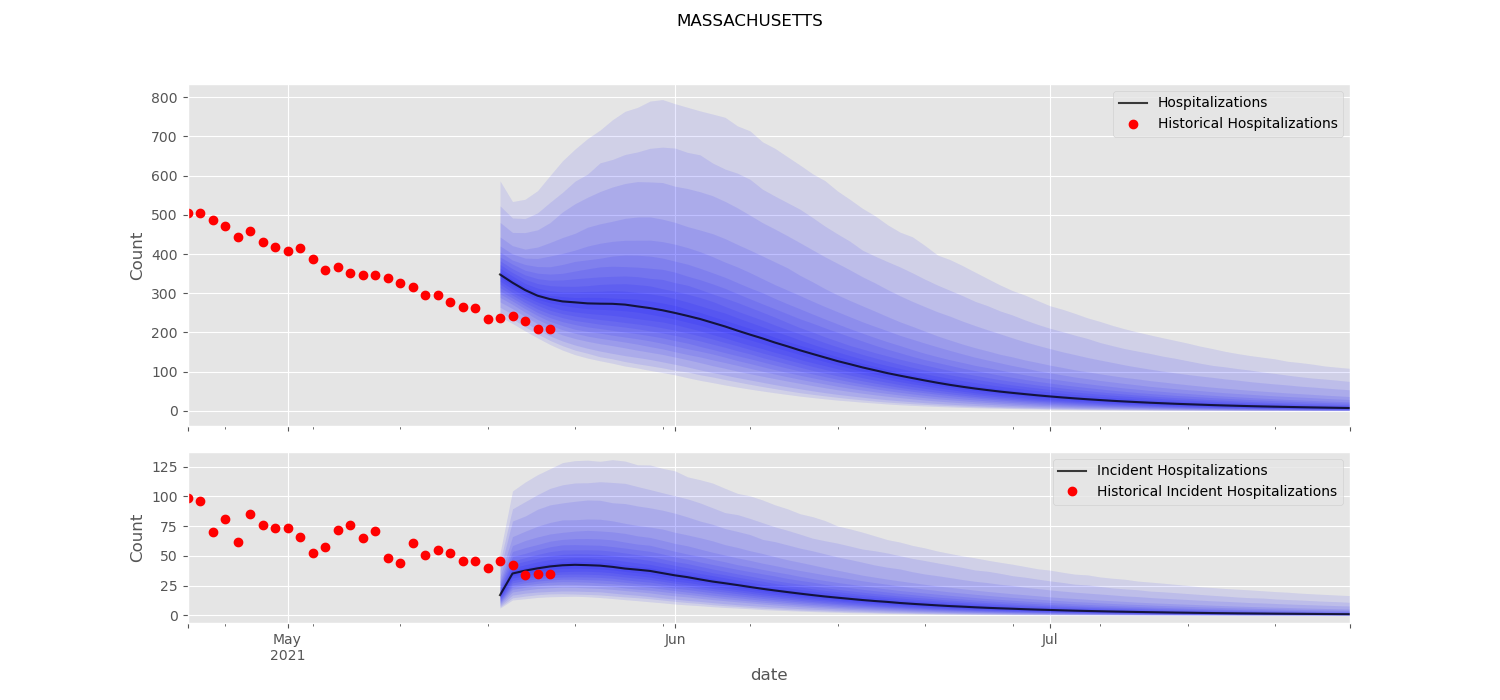 MASSACHUSETTS
800
700
600
500
400
300
200
100
0
Count
Hospitalizations
Historical Hospitalizations
125
100
75
50
25
0
Count
Incident Hospitalizations
Historical Incident Hospitalizations
May
2021
Jun
Jul
date